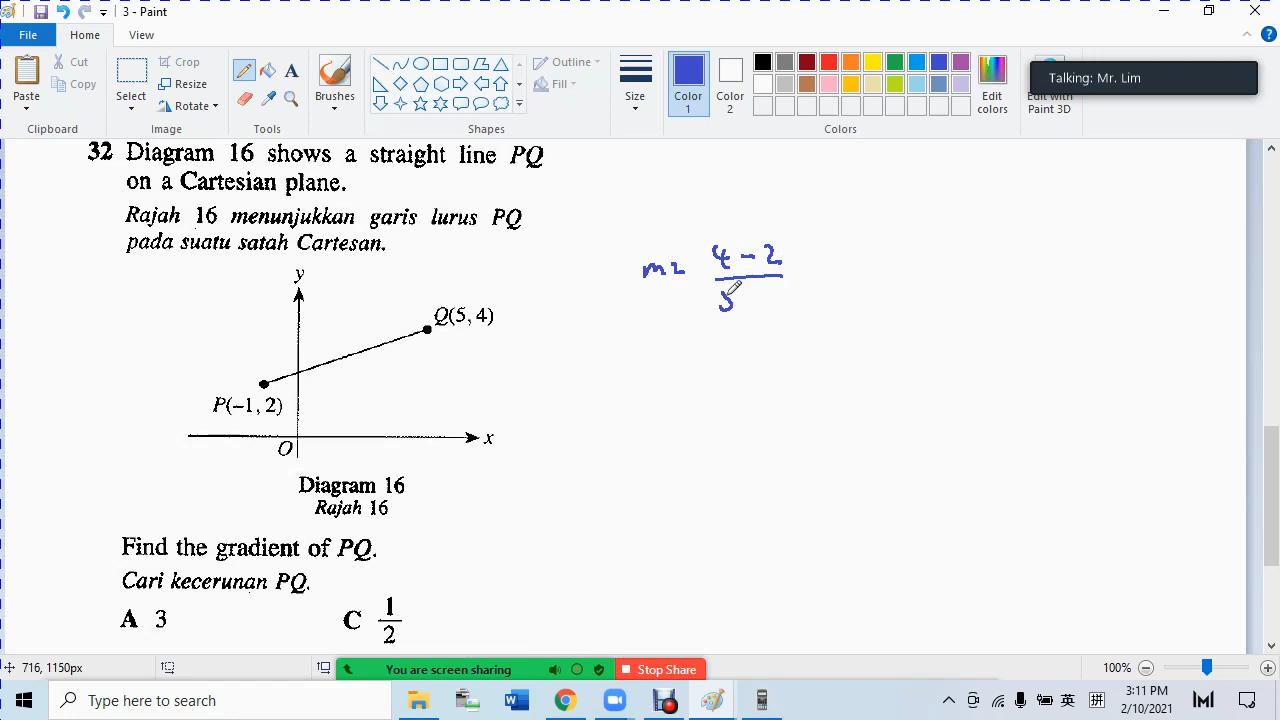 3 - Paint
File Home View
Cut
Copy
Paste
Clipboard
Select
Crop
Resize
Rotate
Image
A
Tools
Brushes
Outline
Fill
Shapes
Size
Color 1
Color 2
Edit colors
Edit with Paint 3D
Colors
Talking: Mr. Lim
32 Diagram 16 shows a straight line PQ
on a Cartesian plane.
Rajah 16 menunjukkan garis lurus PQ
pada suatu satah Cartesan.
y
Q(5, 4)
P(−1, 2)
O
x
Diagram 16
Rajah 16
m=
4 − 2
5
Find the gradient of PQ.
Cari kecerunan PQ.
A 3
C 1/2
716, 1150px
You are screen sharing
Stop Share
100%
Type here to search
英
拼
3:11 PM
2/10/2021